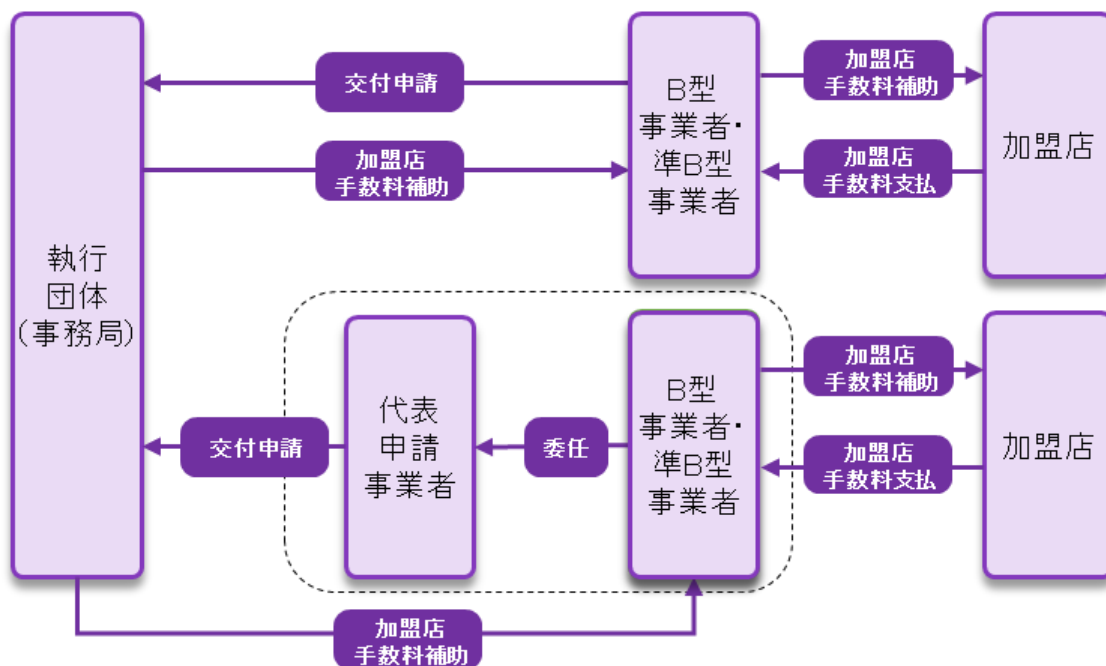 執行
団体
(事務局)
交付申請
加盟店
手数料補助
B型
事業者・
準B型
事業者
加盟店
手数料補助
加盟店
手数料支払
加盟店
交付申請
代表
申請
事業者
委任
B型
事業者・
準B型
事業者
加盟店
手数料補助
加盟店
手数料支払
加盟店
加盟店
手数料補助